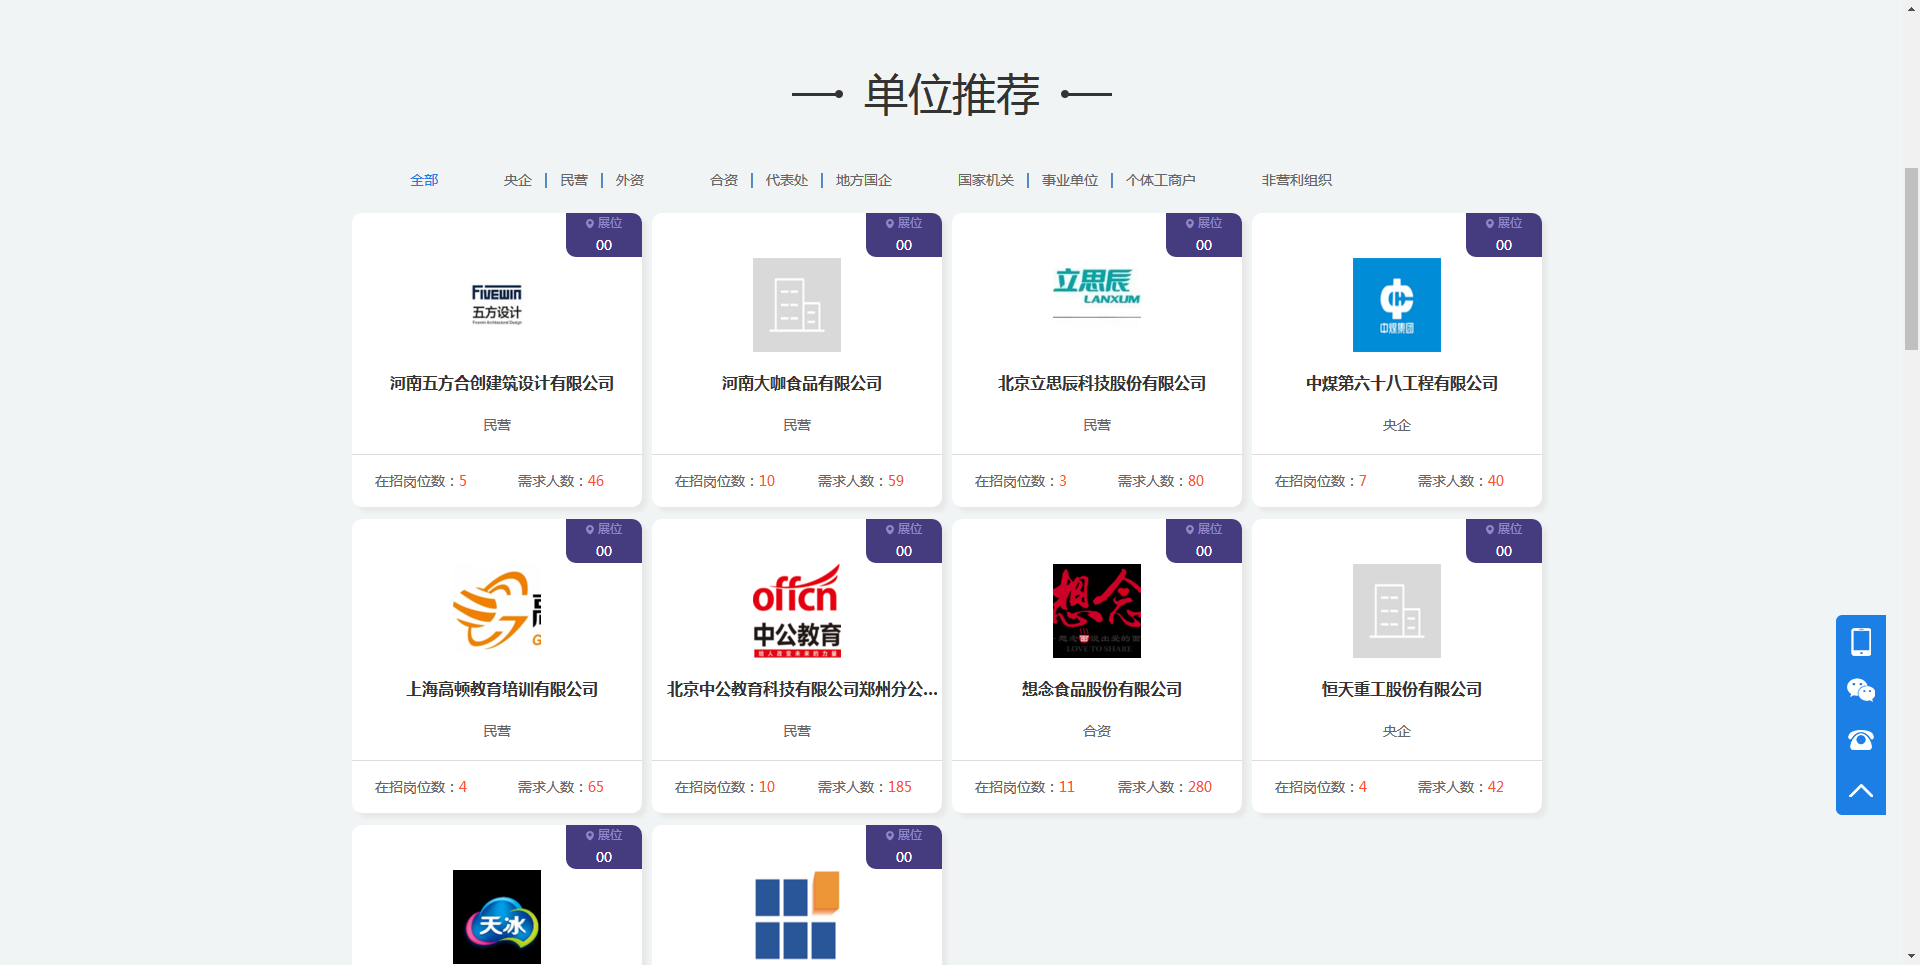 单位推荐
全部 央企 民营 外资 合资 代表处 地方国企 国家机关 事业单位 个体工商户 非营利组织
展位
00
FIVEWIN
五方设计
河南五方合创建筑设计有限公司
民营
在招岗位数：5 需求人数：46
展位
00
河南大咖食品有限公司
民营
在招岗位数：10 需求人数：59
展位
00
立思辰
LANXUM
北京立思辰科技股份有限公司
民营
在招岗位数：3 需求人数：80
展位
00
中煤集团
中煤第六十八工程有限公司
央企
在招岗位数：7 需求人数：40
展位
00
上海高顿教育培训有限公司
民营
在招岗位数：4 需求人数：65
展位
00
offcn
中公教育
给人改变未来的力量
北京中公教育科技有限公司郑州分公...
民营
在招岗位数：10 需求人数：185
展位
00
想念
LOVE TO SHARE
想念食品股份有限公司
合资
在招岗位数：11 需求人数：280
展位
00
恒天重工股份有限公司
央企
在招岗位数：4 需求人数：42
展位
00
天冰
展位
00